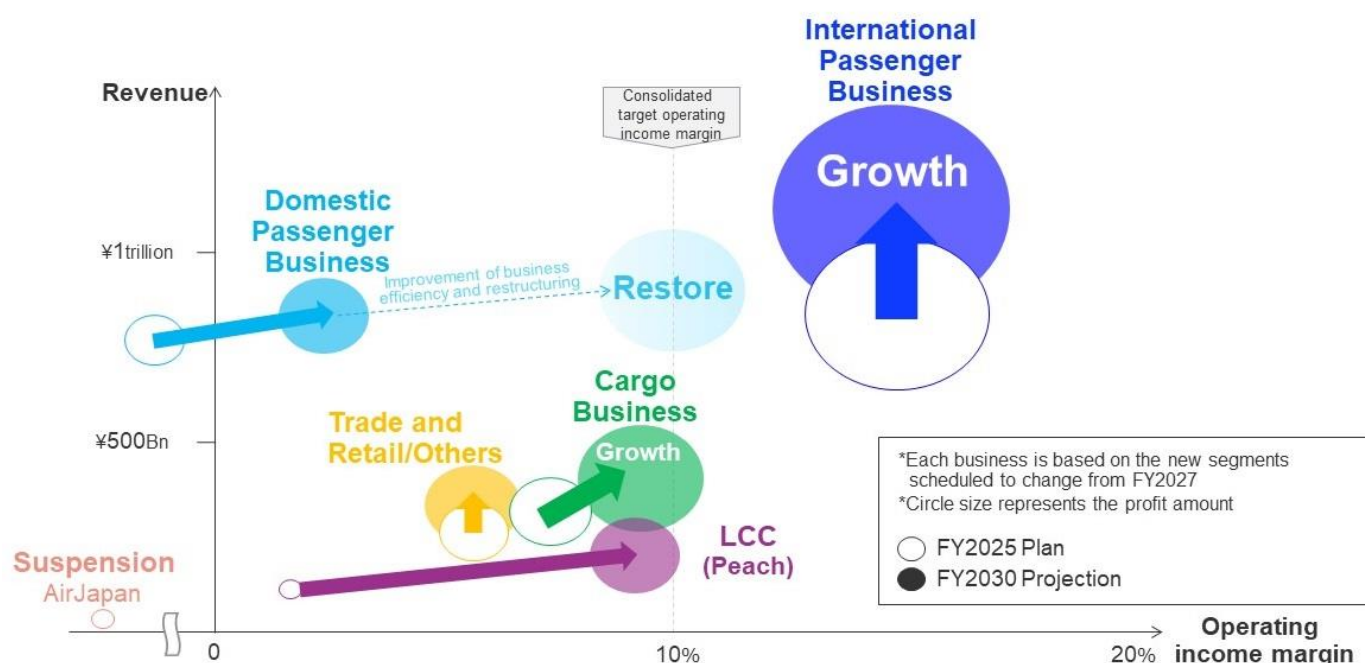 International
Passenger
Business
Revenue
Consolidated
target operating
income margin
Growth
Domestic
Passenger
Business
¥1trillion
Improvement of business
efficiency and restructuring
Restore
Cargo
Business
Trade and
Retail/Others
¥500Bn
Growth
*Each business is based on the new segments
scheduled to change from FY2027
*Circle size represents the profit amount
LCC
(Peach)
FY2025 Plan
FY2030 Projection
Suspension
AirJapan
0
10%
20%
Operating
income margin